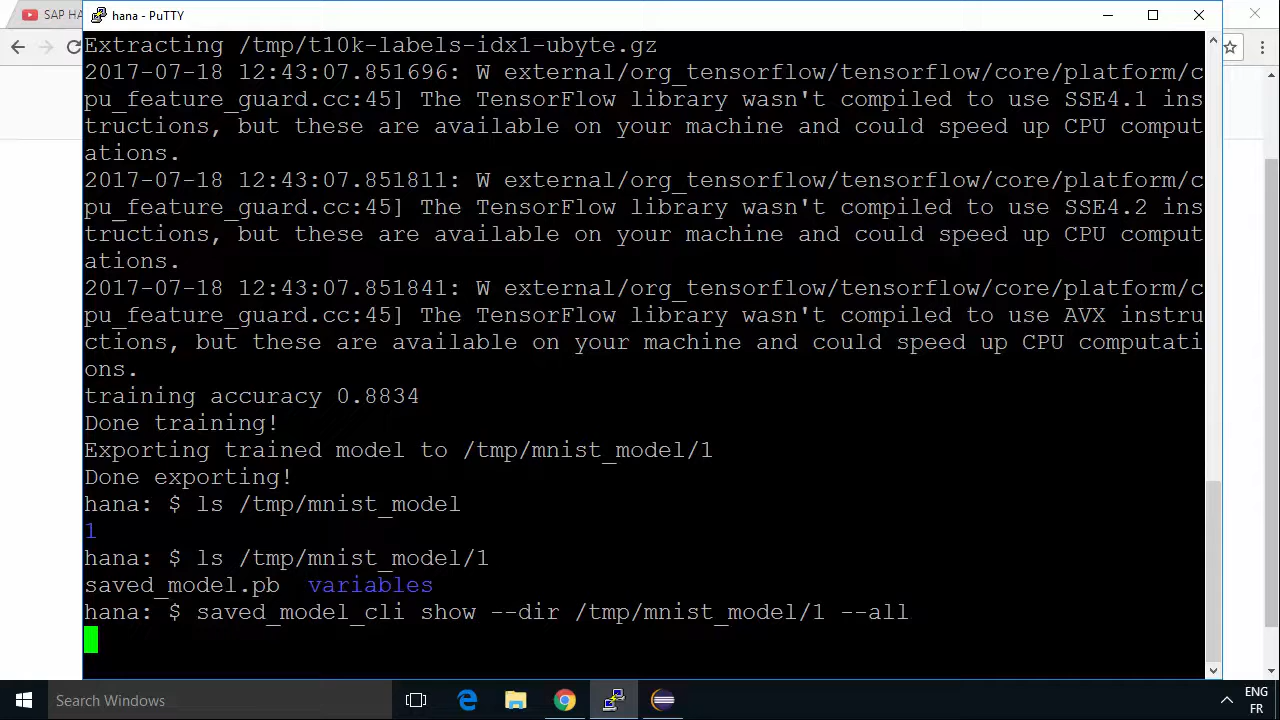 SAP HA
hana - PuTTY
Extracting /tmp/t10k-labels-idx1-ubyte.gz
2017-07-18 12:43:07.851696: W external/org_tensorflow/tensorflow/core/platform/c
pu_feature_guard.cc:45] The TensorFlow library wasn't compiled to use SSE4.1 ins
tructions, but these are available on your machine and could speed up CPU comput
ations.
2017-07-18 12:43:07.851811: W external/org_tensorflow/tensorflow/core/platform/c
pu_feature_guard.cc:45] The TensorFlow library wasn't compiled to use SSE4.2 ins
tructions, but these are available on your machine and could speed up CPU comput
ations.
2017-07-18 12:43:07.851841: W external/org_tensorflow/tensorflow/core/platform/c
pu_feature_guard.cc:45] The TensorFlow library wasn't compiled to use AVX instru
ctions, but these are available on your machine and could speed up CPU computati
ons.
training accuracy 0.8834
Done training!
Exporting trained model to /tmp/mnist_model/1
Done exporting!
hana: $ ls /tmp/mnist_model
1
hana: $ ls /tmp/mnist_model/1
saved_model.pb  variables
hana: $ saved_model_cli show --dir /tmp/mnist_model/1 --all
Search Windows
ENG
FR